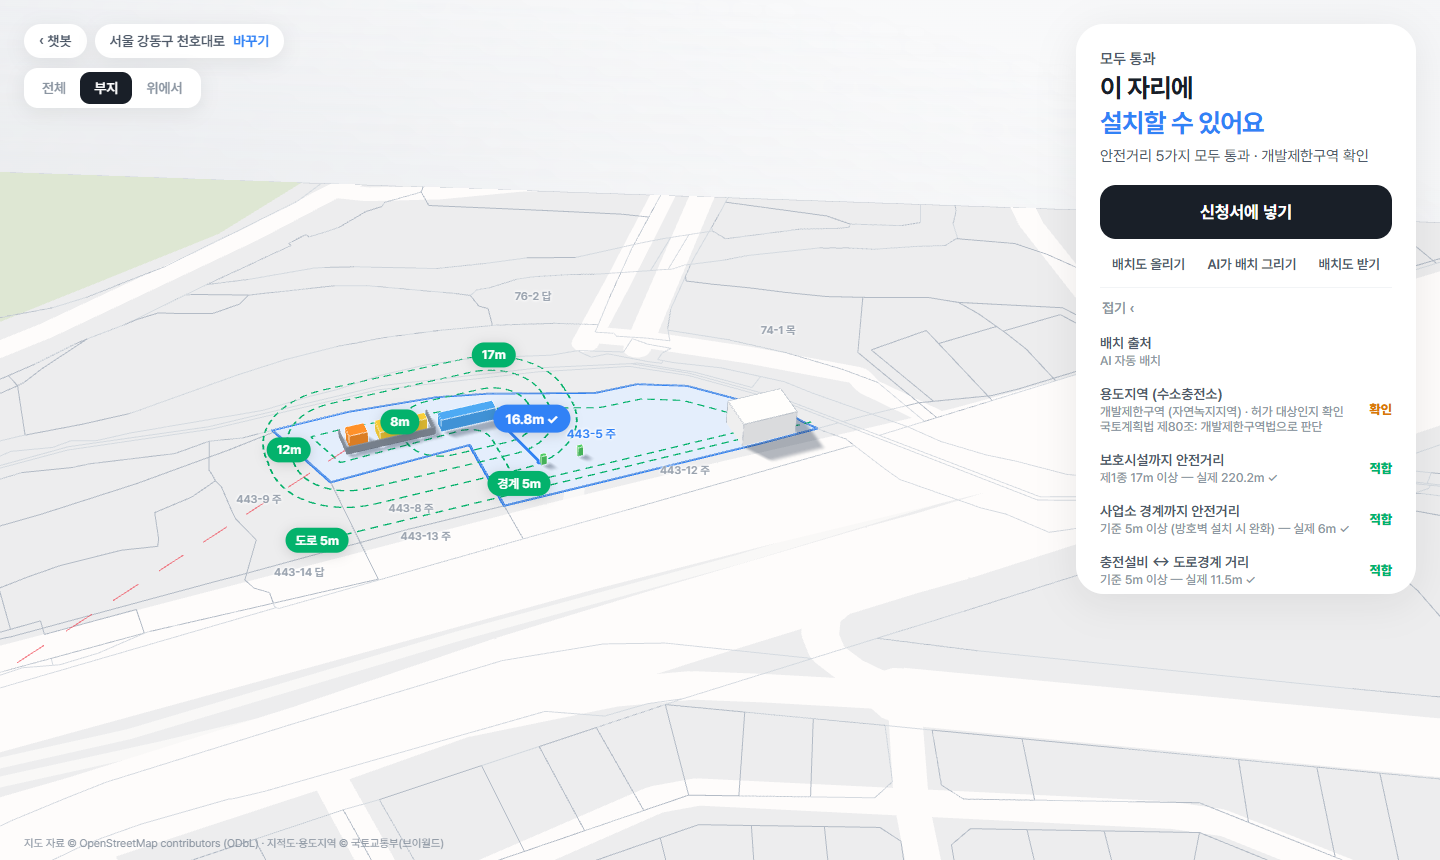 ‹ 챗봇
서울 강동구 천호대로 바꾸기
전체 부지 위에서
모두 통과
이 자리에
설치할 수 있어요
안전거리 5가지 모두 통과 · 개발제한구역 확인
신청서에 넣기
배치도 올리기 AI가 배치 그리기 배치도 받기
접기 ‹
배치 출처
AI 자동 배치
용도지역 (수소충전소)
개발제한구역 (자연녹지지역) · 허가 대상인지 확인
국토계획법 제80조: 개발제한구역법으로 판단
확인
보호시설까지 안전거리
제1종 17m 이상 — 실제 220.2m ✓
적합
사업소 경계까지 안전거리
기준 5m 이상 (방호벽 설치 시 완화) — 실제 6m ✓
적합
충전설비 ↔ 도로경계 거리
기준 5m 이상 — 실제 11.5m ✓
적합
76-2 답
74-1 목
17m
8m
16.8m ✓
443-5 주
12m
443-12 주
경계 5m
443-9 주
443-8 주
도로 5m
443-13 주
443-14 답
지도 자료 © OpenStreetMap contributors (ODbL) · 지적도·용도지역 © 국토교통부(브이월드)